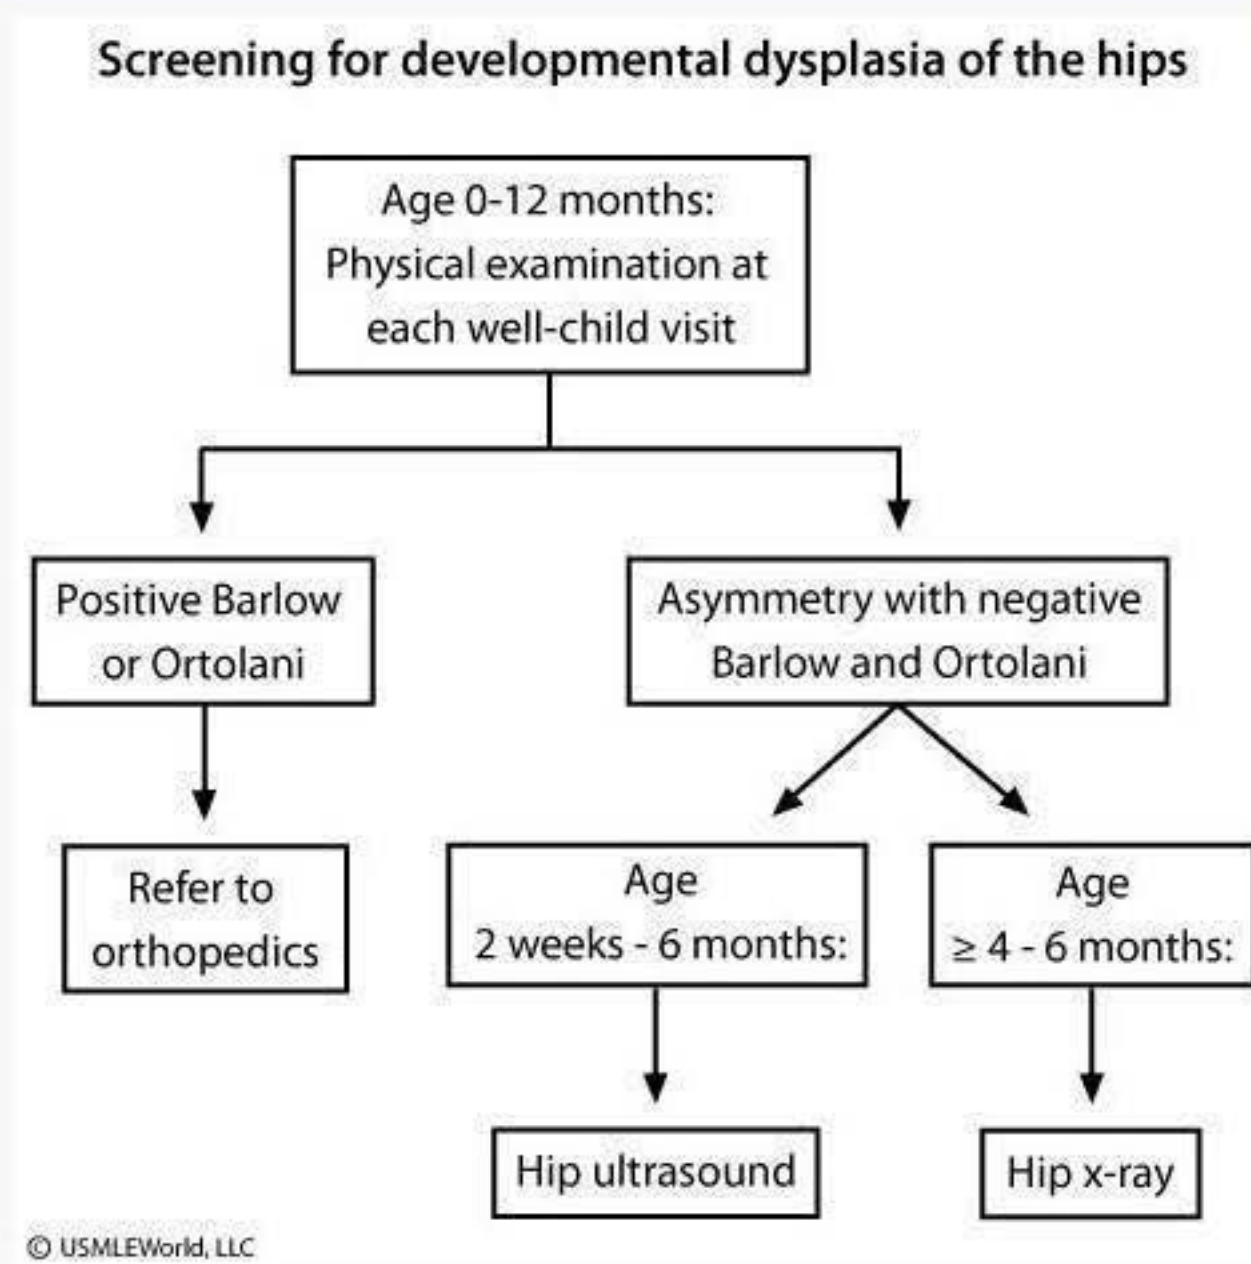 Screening for developmental dysplasia of the hips
Age 0-12 months:
Physical examination at
each well-child visit
Positive Barlow
or Ortolani
Asymmetry with negative
Barlow and Ortolani
Refer to
orthopedics
Age
2 weeks - 6 months:
Age
≥ 4 - 6 months:
Hip ultrasound
Hip x-ray
© USMLEWorld, LLC